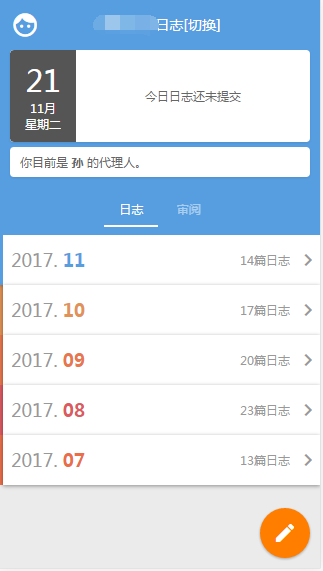 日志[切换]
21
11月
星期二
今日日志还未提交
你目前是 孙 的代理人。
日志 审阅
2017. 11 14篇日志
2017. 10 17篇日志
2017. 09 20篇日志
2017. 08 23篇日志
2017. 07 13篇日志